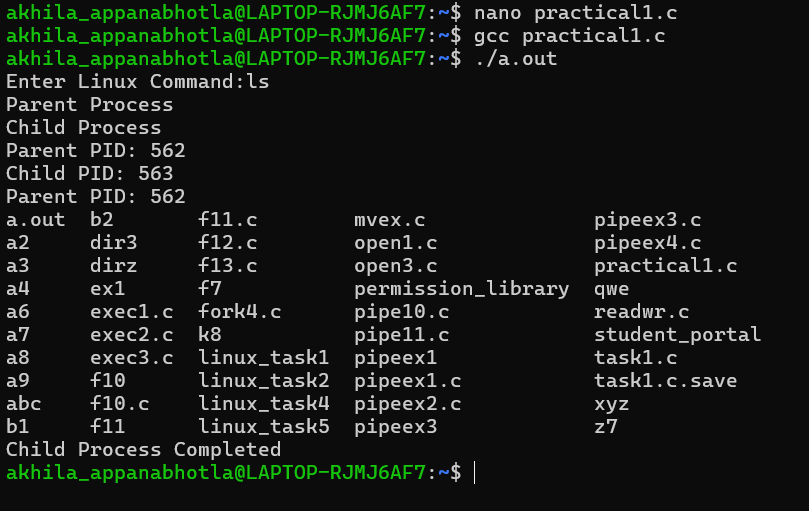 akhila_appanabhotla@LAPTOP-RJMJ6AF7:~$ nano practical1.c
akhila_appanabhotla@LAPTOP-RJMJ6AF7:~$ gcc practical1.c
akhila_appanabhotla@LAPTOP-RJMJ6AF7:~$ ./a.out
Enter Linux Command:ls
Parent Process
Child Process
Parent PID: 562
Child PID: 563
Parent PID: 562
a.out  b2       f11.c        mvex.c              pipeex3.c
a2     dir3     f12.c        open1.c             pipeex4.c
a3     dirz     f13.c        open3.c             practical1.c
a4     ex1      f7           permission_library  qwe
a6     exec1.c  fork4.c      pipe10.c            readwr.c
a7     exec2.c  k8           pipe11.c            student_portal
a8     exec3.c  linux_task1  pipeex1             task1.c
a9     f10      linux_task2  pipeex1.c           task1.c.save
abc    f10.c    linux_task4  pipeex2.c           xyz
b1     f11      linux_task5  pipeex3             z7
Child Process Completed
akhila_appanabhotla@LAPTOP-RJMJ6AF7:~$